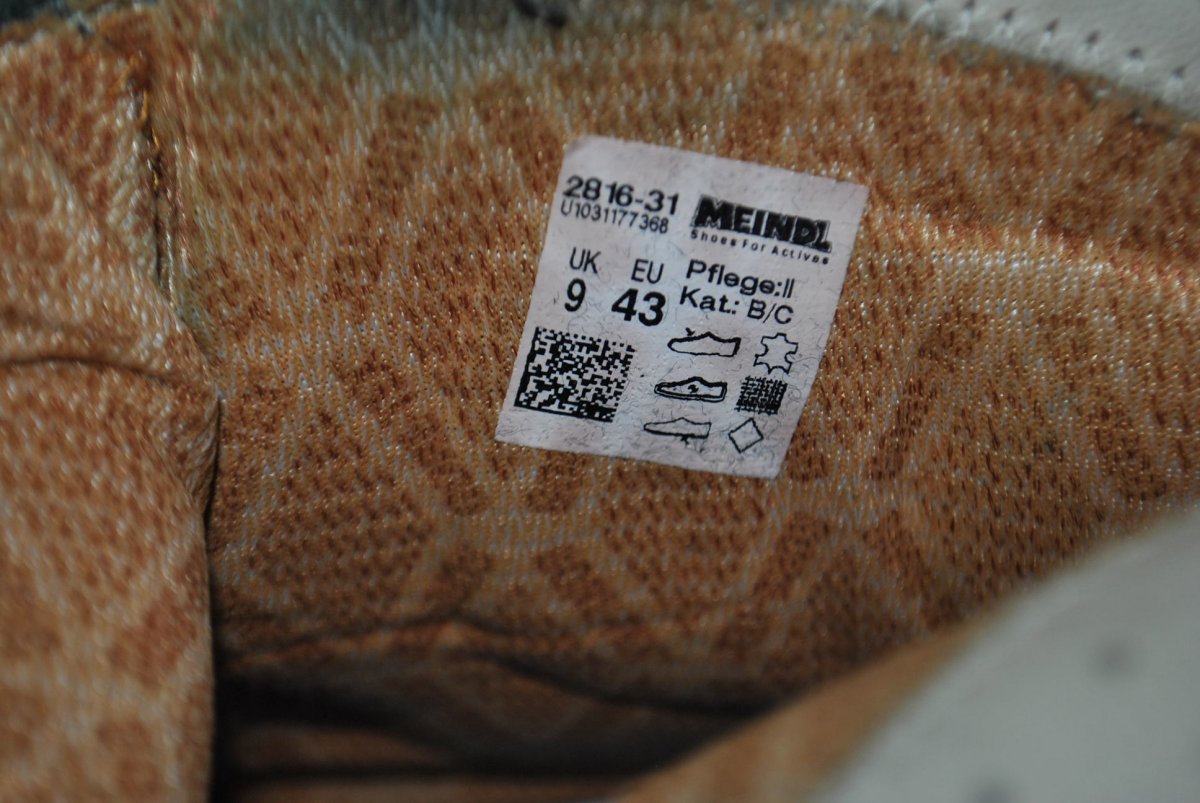 2816-31
U1031177368
MEINDL
Shoes For Actives
UK EU
9 43
Pflege:II
Kat.: B/C